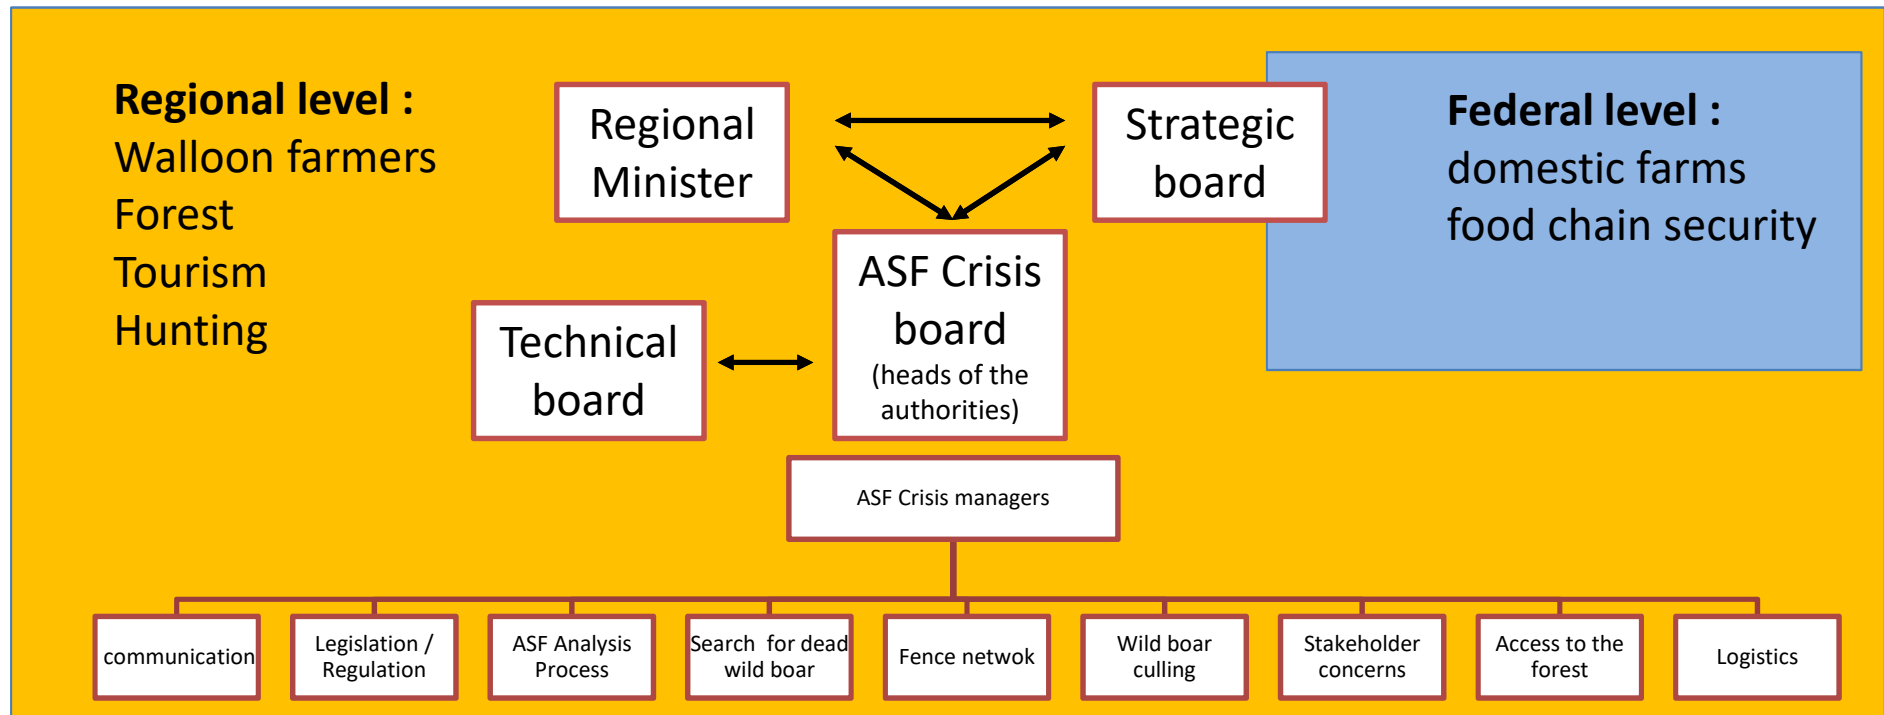 Regional level :
Walloon farmers
Forest
Tourism
Hunting
Regional
Minister
Strategic
board
Federal level :
domestic farms
food chain security
ASF Crisis
board
(heads of the
authorities)
Technical
board
ASF Crisis managers
communication
Legislation /
Regulation
ASF Analysis
Process
Search for dead
wild boar
Fence netwok
Wild boar
culling
Stakeholder
concerns
Access to the
forest
Logistics